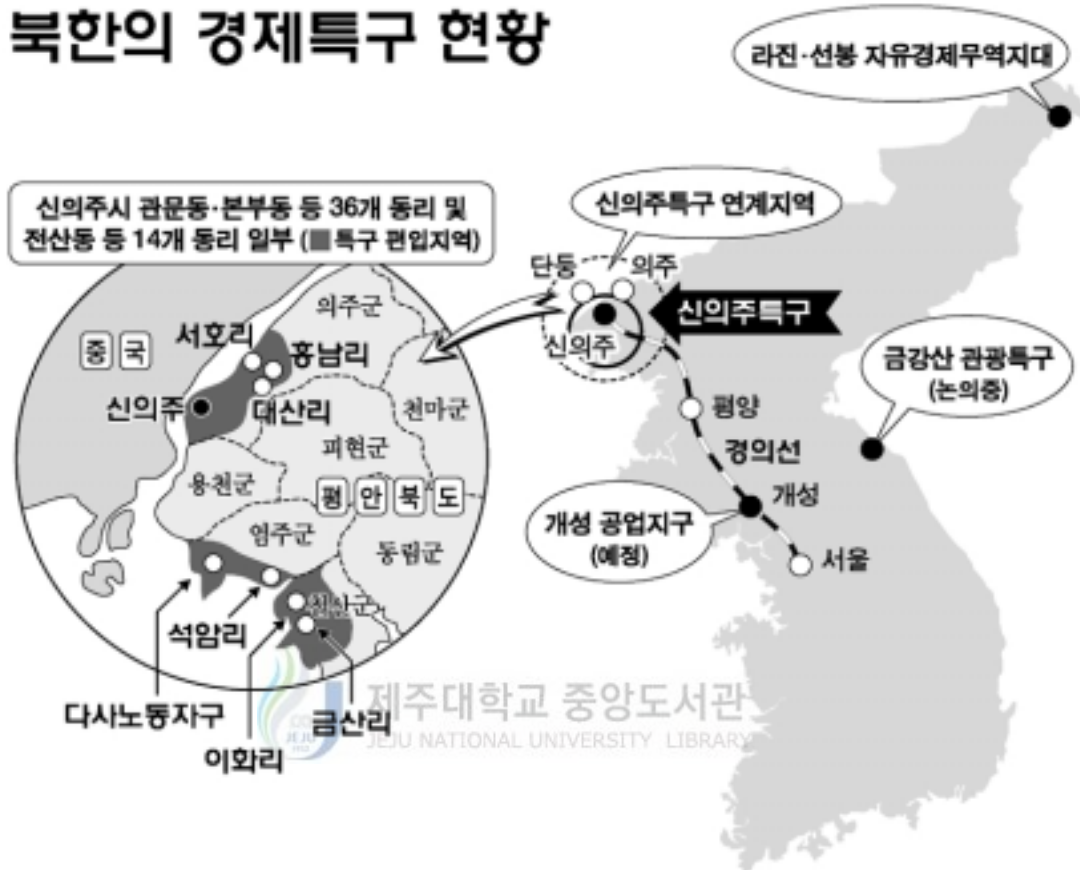 북한의 경제특구 현황
라진·선봉 자유경제무역지대
신의주시 관문동·본부동 등 36개 동리 및
전산동 등 14개 동리 일부 (■특구 편입지역)
신의주특구 연계지역
단둥
의주
신의주특구
신의주
금강산 관광특구
(논의중)
평양
경의선
개성
개성 공업지구
(예정)
서울
중국
의주군
서호리
홍남리
신의주
대산리
천마군
피현군
용천군
평안북도
염주군
동림군
철산군
석암리
다사노동자구
금산리
이화리
제주대학교 중앙도서관
JEJU NATIONAL UNIVERSITY LIBRARY